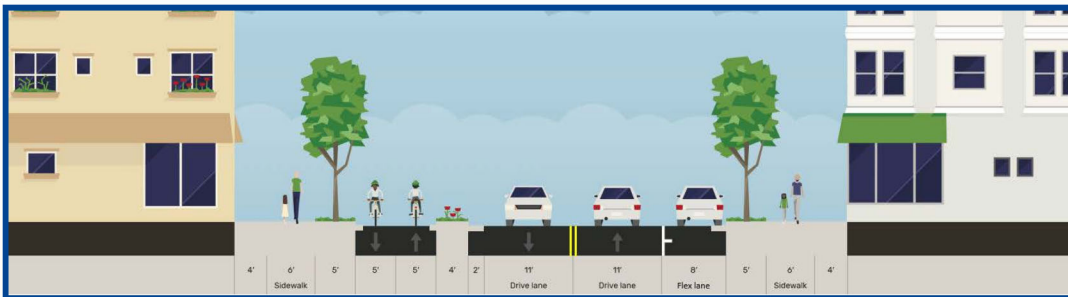 4' 6' 5' 5' 5' 4' 2' 11' 11' 8' 5' 6' 4'
Sidewalk Drive lane Drive lane Flex lane Sidewalk